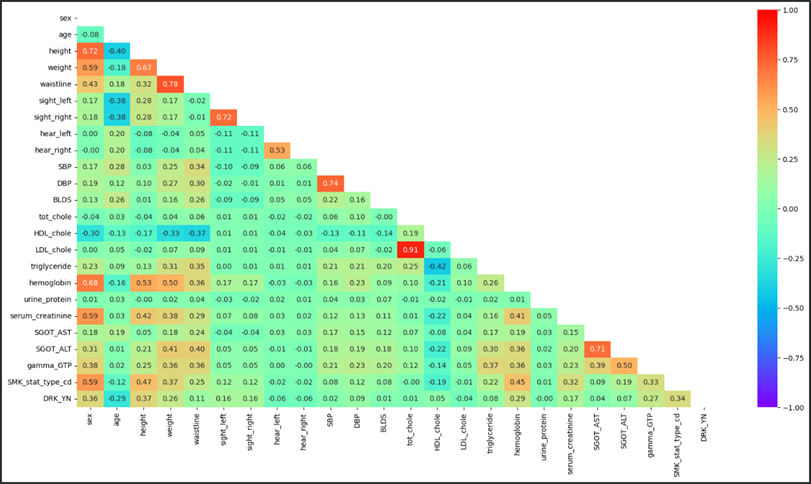 sex
age -0.08
height 0.72 -0.40
weight 0.59 -0.18 0.67
waistline 0.43 0.18 0.32 0.78
sight_left 0.17 -0.38 0.28 0.17 -0.02
sight_right 0.18 -0.38 0.28 0.17 -0.01 0.72
hear_left 0.00 0.20 -0.08 -0.04 0.05 -0.11 -0.11
hear_right -0.00 0.20 -0.08 -0.04 0.05 -0.11 -0.11 0.53
SBP 0.17 0.28 0.03 0.25 0.34 -0.10 -0.09 0.06 0.06
DBP 0.19 0.12 0.10 0.27 0.30 -0.02 -0.01 0.01 0.01 0.74
BLDS 0.13 0.26 0.01 0.16 0.26 -0.09 -0.09 0.05 0.05 0.22 0.16
tot_chole -0.04 0.03 -0.04 0.04 0.06 0.01 0.01 -0.02 -0.02 0.06 0.10 -0.00
HDL_chole -0.30 -0.13 -0.17 -0.33 -0.37 0.01 0.01 -0.04 -0.03 -0.13 -0.11 -0.14 0.19
LDL_chole 0.00 0.05 -0.02 0.07 0.09 0.01 0.01 -0.01 -0.01 0.04 0.07 -0.02 0.91 -0.06
triglyceride 0.23 0.09 0.13 0.31 0.35 0.00 0.01 0.01 0.01 0.21 0.21 0.20 0.25 -0.42 0.06
hemoglobin 0.68 -0.16 0.53 0.50 0.36 0.17 0.17 -0.03 -0.03 0.16 0.23 0.09 0.10 -0.21 0.10 0.26
urine_protein 0.01 0.03 -0.00 0.02 0.04 -0.03 -0.02 0.01 0.02 0.04 0.03 0.07 -0.01 -0.02 -0.01 0.02 0.01
serum_creatinine 0.59 0.03 0.42 0.38 0.29 0.07 0.08 0.03 0.02 0.15 0.13 0.11 0.01 -0.22 0.04 0.16 0.41 0.05
SGOT_AST 0.18 0.19 0.05 0.18 0.24 -0.04 -0.04 0.03 0.03 0.17 0.15 0.12 0.07 -0.08 0.04 0.17 0.19 0.03 0.15
SGOT_ALT 0.31 0.01 0.21 0.41 0.40 0.05 0.05 -0.01 -0.01 0.18 0.19 0.18 0.10 -0.22 0.09 0.30 0.36 0.02 0.20 0.71
gamma_GTP 0.38 0.02 0.25 0.36 0.36 0.05 0.05 -0.00 -0.00 0.21 0.23 0.20 0.12 -0.14 0.00 0.37 0.36 0.03 0.23 0.39 0.50
SMK_stat_type_cd 0.59 -0.12 0.47 0.37 0.25 0.12 0.12 -0.02 -0.02 0.08 0.12 0.08 -0.00 -0.19 -0.01 0.27 0.45 0.01 0.32 0.09 0.19 0.33
DRK_YN 0.36 -0.29 0.37 0.26 0.11 0.16 0.16 -0.06 -0.06 0.02 0.09 0.01 0.01 0.05 -0.04 0.08 0.29 -0.00 0.17 0.04 0.07 0.27 0.34
sex age height weight waistline sight_left sight_right hear_left hear_right SBP DBP BLDS tot_chole HDL_chole LDL_chole triglyceride hemoglobin urine_protein serum_creatinine SGOT_AST SGOT_ALT gamma_GTP SMK_stat_type_cd DRK_YN
1.00
0.75
0.50
0.25
0.00
-0.25
-0.50
-0.75
-1.00